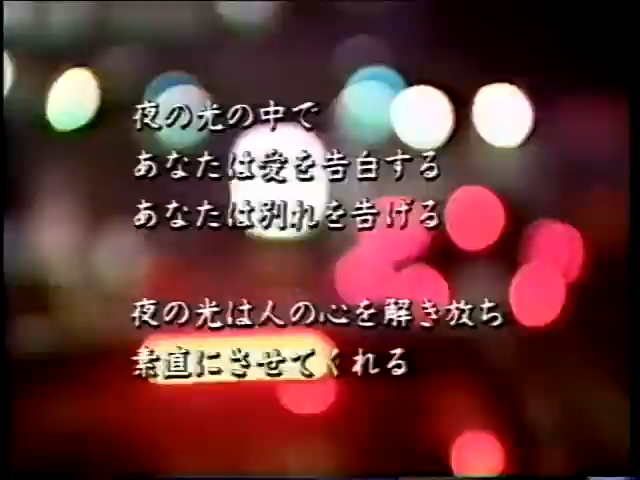 夜の光の中で
あなたは愛を告白する
あなたは別れを告げる
夜の光は人の心を解き放ち
素直にさせてくれる